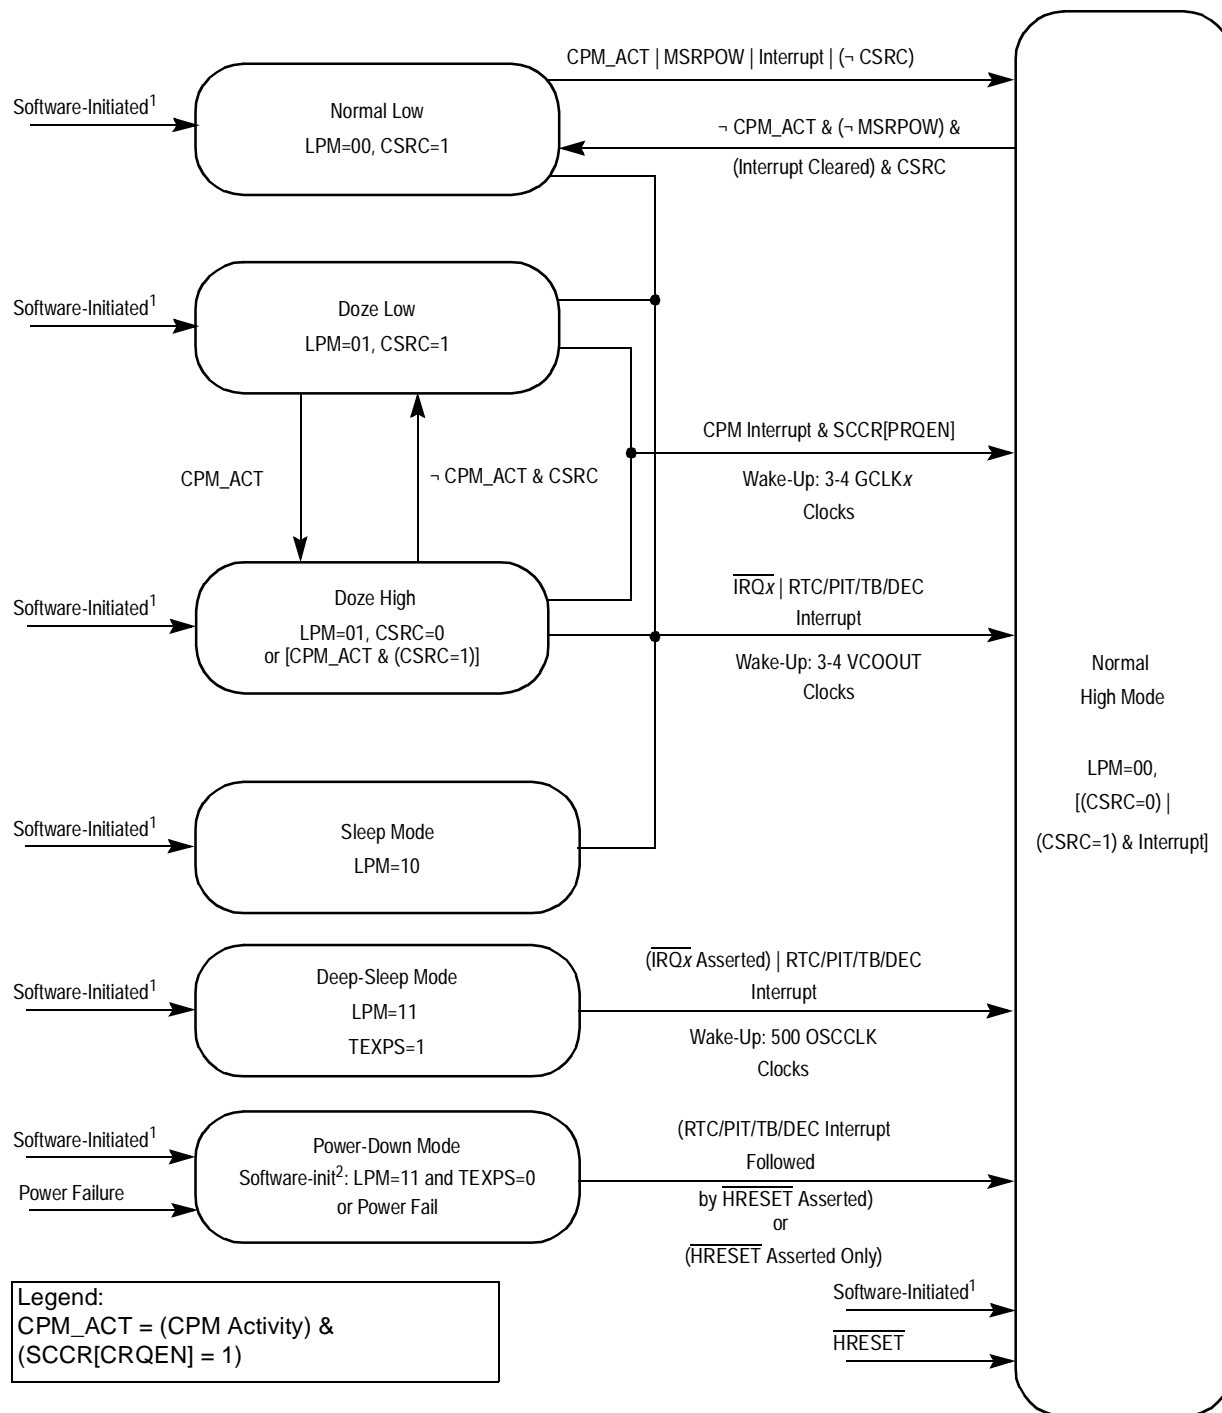 CPM_ACT | MSRPOW | Interrupt | (¬ CSRC)
Software-Initiated1
Normal Low
LPM=00, CSRC=1
¬ CPM_ACT & (¬ MSRPOW) &
(Interrupt Cleared) & CSRC
Software-Initiated1
Doze Low
LPM=01, CSRC=1
CPM_ACT
¬ CPM_ACT & CSRC
CPM Interrupt & SCCR[PRQEN]
Wake-Up: 3-4 GCLKx
Clocks
Software-Initiated1
Doze High
LPM=01, CSRC=0
or [CPM_ACT & (CSRC=1)]
IRQx | RTC/PIT/TB/DEC
Interrupt
Wake-Up: 3-4 VCOOUT
Clocks
Normal
High Mode
LPM=00,
[(CSRC=0) |
(CSRC=1) & Interrupt]
Software-Initiated1
Sleep Mode
LPM=10
Software-Initiated1
Deep-Sleep Mode
LPM=11
TEXPS=1
(IRQx Asserted) | RTC/PIT/TB/DEC
Interrupt
Wake-Up: 500 OSCCLK
Clocks
Software-Initiated1
Power Failure
Power-Down Mode
Software-init2: LPM=11 and TEXPS=0
or Power Fail
(RTC/PIT/TB/DEC Interrupt
Followed
by HRESET Asserted)
or
(HRESET Asserted Only)
Software-Initiated1
HRESET
Legend:
CPM_ACT = (CPM Activity) &
(SCCR[CRQEN] = 1)